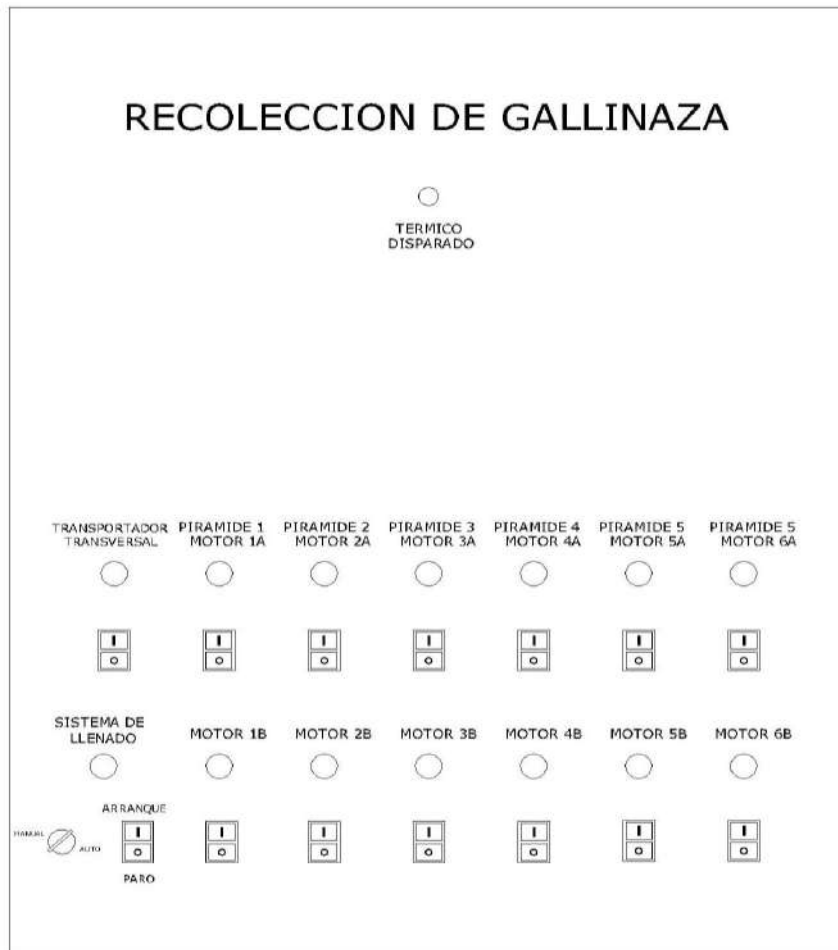 RECOLECCION DE GALLINAZA
TERMICO
DISPARADO
TRANSPORTADOR
TRANSVERSAL
PIRAMIDE 1
MOTOR 1A
PIRAMIDE 2
MOTOR 2A
PIRAMIDE 3
MOTOR 3A
PIRAMIDE 4
MOTOR 4A
PIRAMIDE 5
MOTOR 5A
PIRAMIDE 5
MOTOR 6A
SISTEMA DE
LLENADO
MOTOR 1B
MOTOR 2B
MOTOR 3B
MOTOR 4B
MOTOR 5B
MOTOR 6B
ARRANQUE
MANUAL
AUTO
PARO